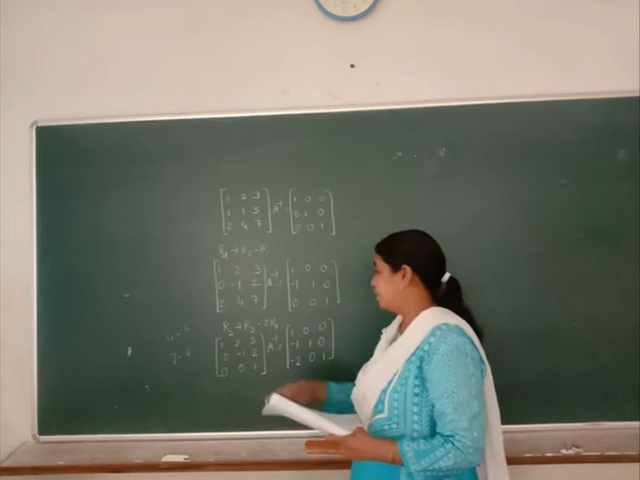 [1 2 3] A⁻¹ = [1 0 0]
[1 1 5] [0 1 0]
[2 4 7] [0 0 1]
R₂→R₂-R₁
[1 2 3] A⁻¹ = [1 0 0]
[0 -1 2] [-1 1 0]
[2 4 7] [0 0 1]
R₃→R₃-2R₁
[1 2 3] A⁻¹ = [1 0 0]
[0 -1 2] [-1 1 0]
[0 0 1] [-2 0 1]
7-6